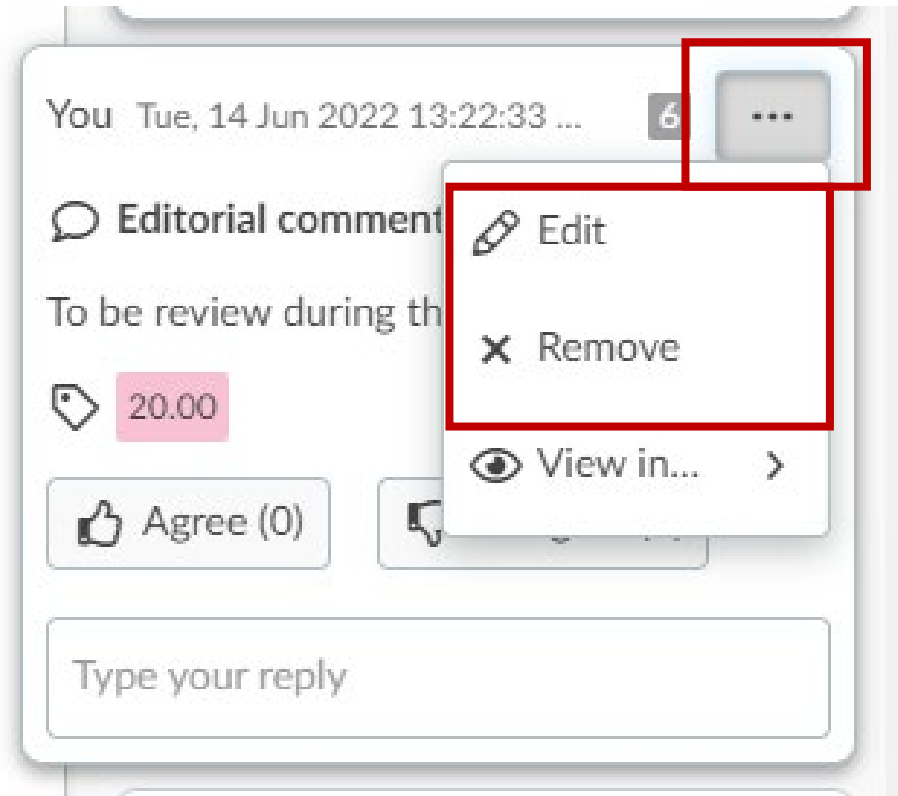 You Tue, 14 Jun 2022 13:22:33 ... 6 ...
Editorial comment
Edit
To be review during th
Remove
20.00
View in...
Agree (0)
Type your reply